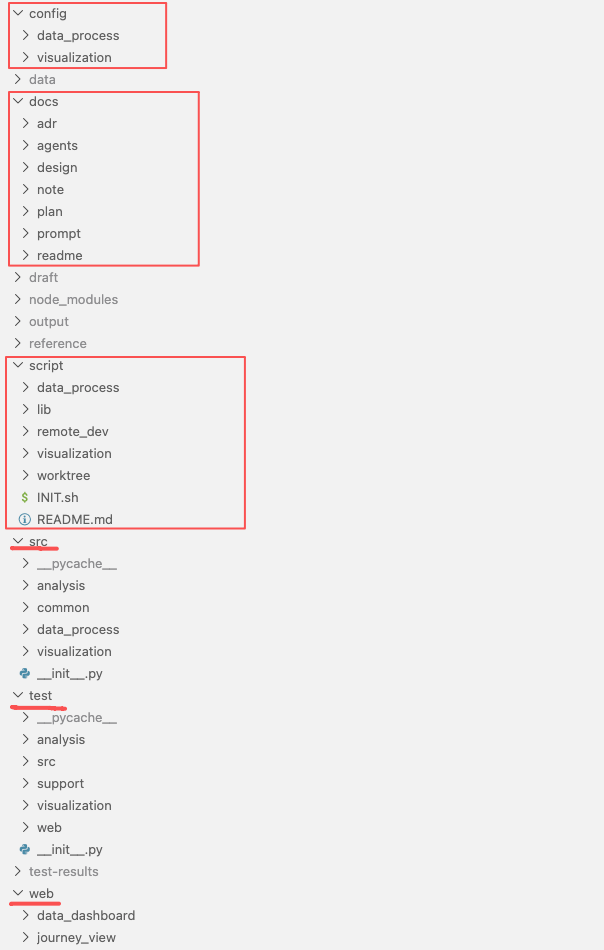 config
data_process
visualization
data
docs
adr
agents
design
note
plan
prompt
readme
draft
node_modules
output
reference
script
data_process
lib
remote_dev
visualization
worktree
$ INIT.sh
README.md
src
__pycache__
analysis
common
data_process
visualization
__init__.py
test
__pycache__
analysis
src
support
visualization
web
__init__.py
test-results
web
data_dashboard
journey_view